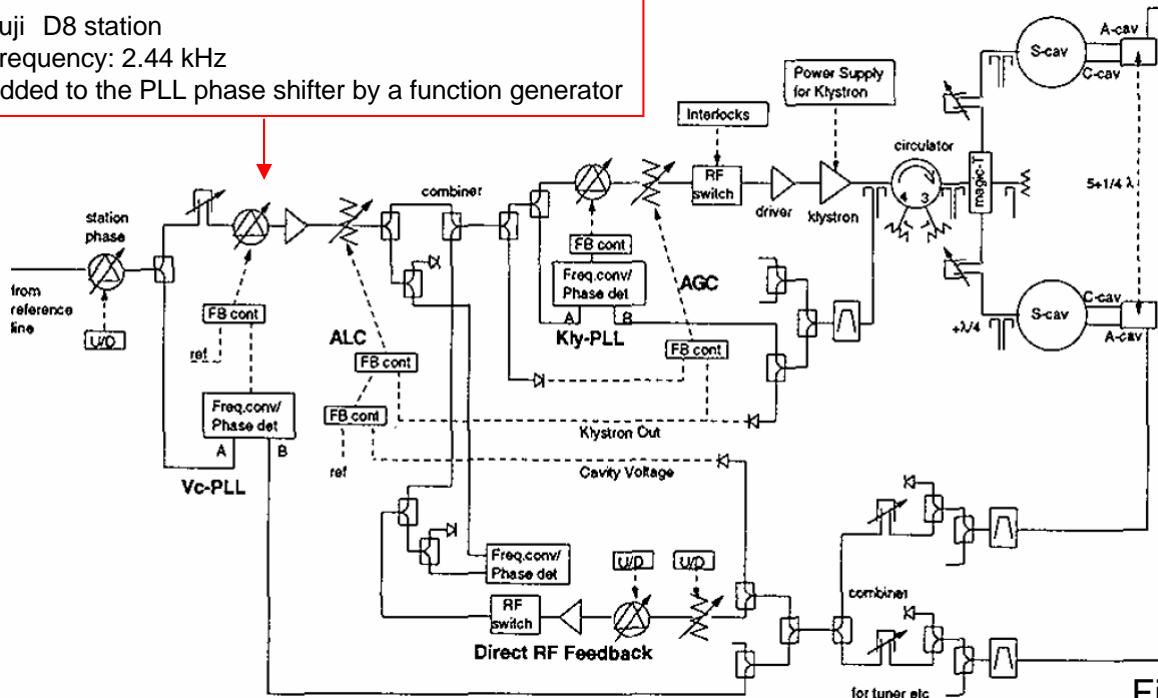 uji D8 station
requency: 2.44 kHz
dded to the PLL phase shifter by a function generator
Power Supply
for Klystron
Interlocks
RF
switch
driver
klystron
circulator
4 3
magic-T
S-cav
A-cav
C-cav
5+1/4 λ
S-cav
C-cav
A-cav
+λ/4
combiner
station
phase
from
reference
line
U/D
FB cont
ref
Freq.conv/
Phase det
A B
Vc-PLL
ALC
FB cont
FB cont
ref
FB cont
Freq.conv/
Phase det
A B
Kly-PLL
AGC
FB cont
Klystron Out
Cavity Voltage
Freq.conv/
Phase det
RF
switch
U/D
U/D
Direct RF Feedback
combiner
for tuner etc
Fi